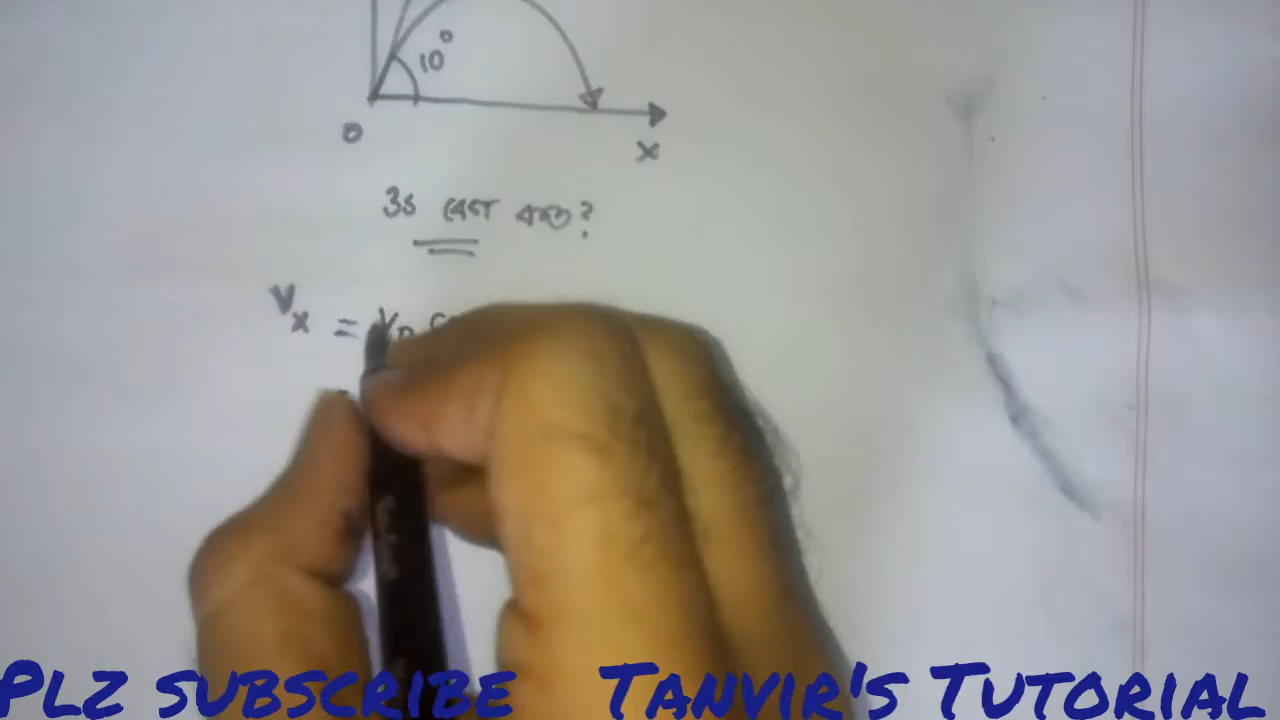 10°
0
x
3s বেগ কত?
Vx = V0
PLZ SUBSCRIBE TANVIR'S TUTORIAL